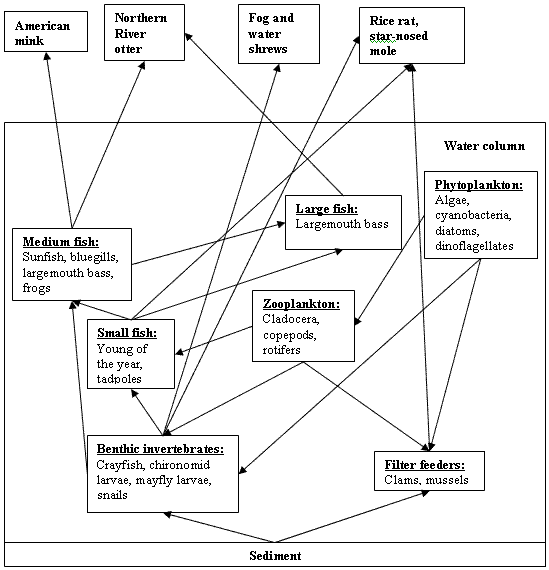 American
mink
Northern
River
otter
Fog and
water
shrews
Rice rat,
star-nosed
mole
Water column
Phytoplankton:
Algae,
cyanobacteria,
diatoms,
dinoflagellates
Large fish:
Largemouth bass
Medium fish:
Sunfish, bluegills,
largemouth bass,
frogs
Zooplankton:
Cladocera,
copepods,
rotifers
Small fish:
Young of
the year,
tadpoles
Benthic invertebrates:
Crayfish, chironomid
larvae, mayfly larvae,
snails
Filter feeders:
Clams, mussels
Sediment